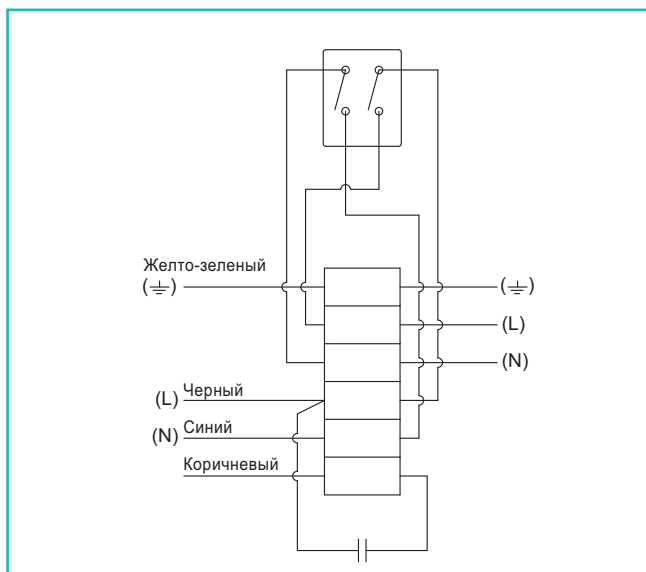 Желто-зеленый
(⏚) (⏚)
(L)
(N)
(L) Черный
(N) Синий
Коричневый